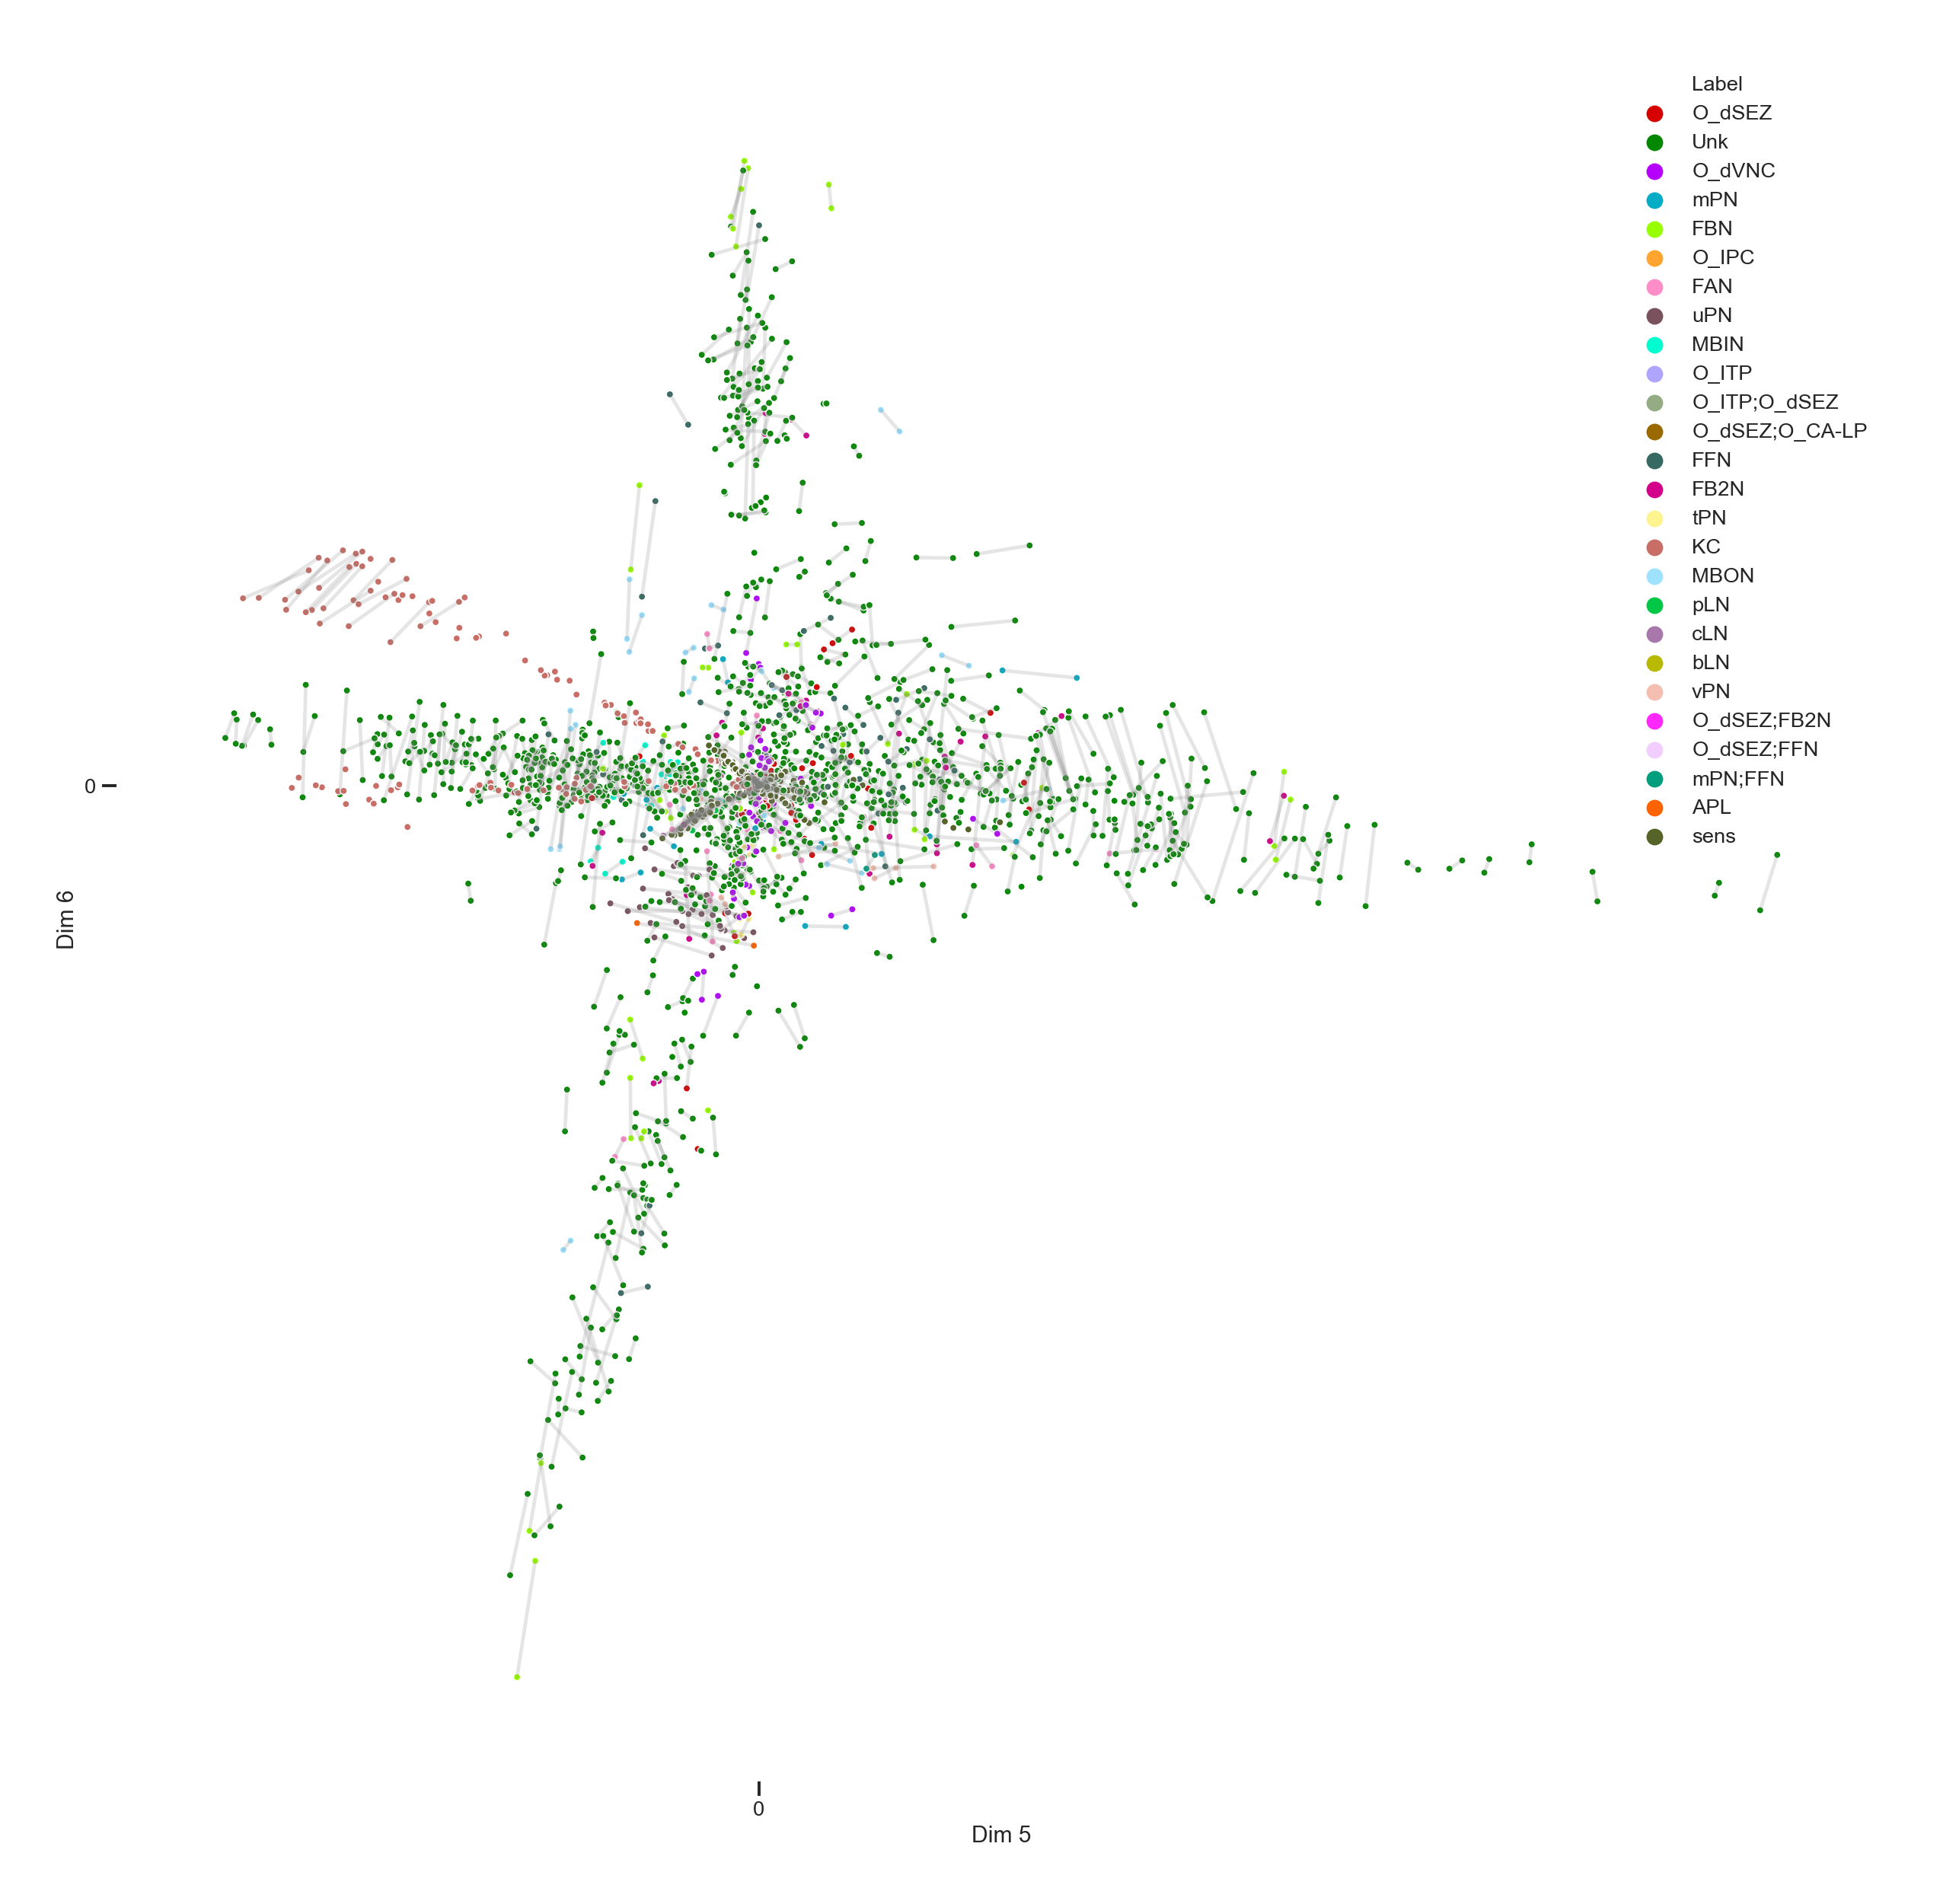 Label
O_dSEZ
Unk
O_dVNC
mPN
FBN
O_IPC
FAN
uPN
MBIN
O_ITP
O_ITP;O_dSEZ
O_dSEZ;O_CA-LP
FFN
FB2N
tPN
KC
MBON
pLN
cLN
bLN
vPN
O_dSEZ;FB2N
O_dSEZ;FFN
mPN;FFN
APL
sens
0
Dim 6
0
Dim 5